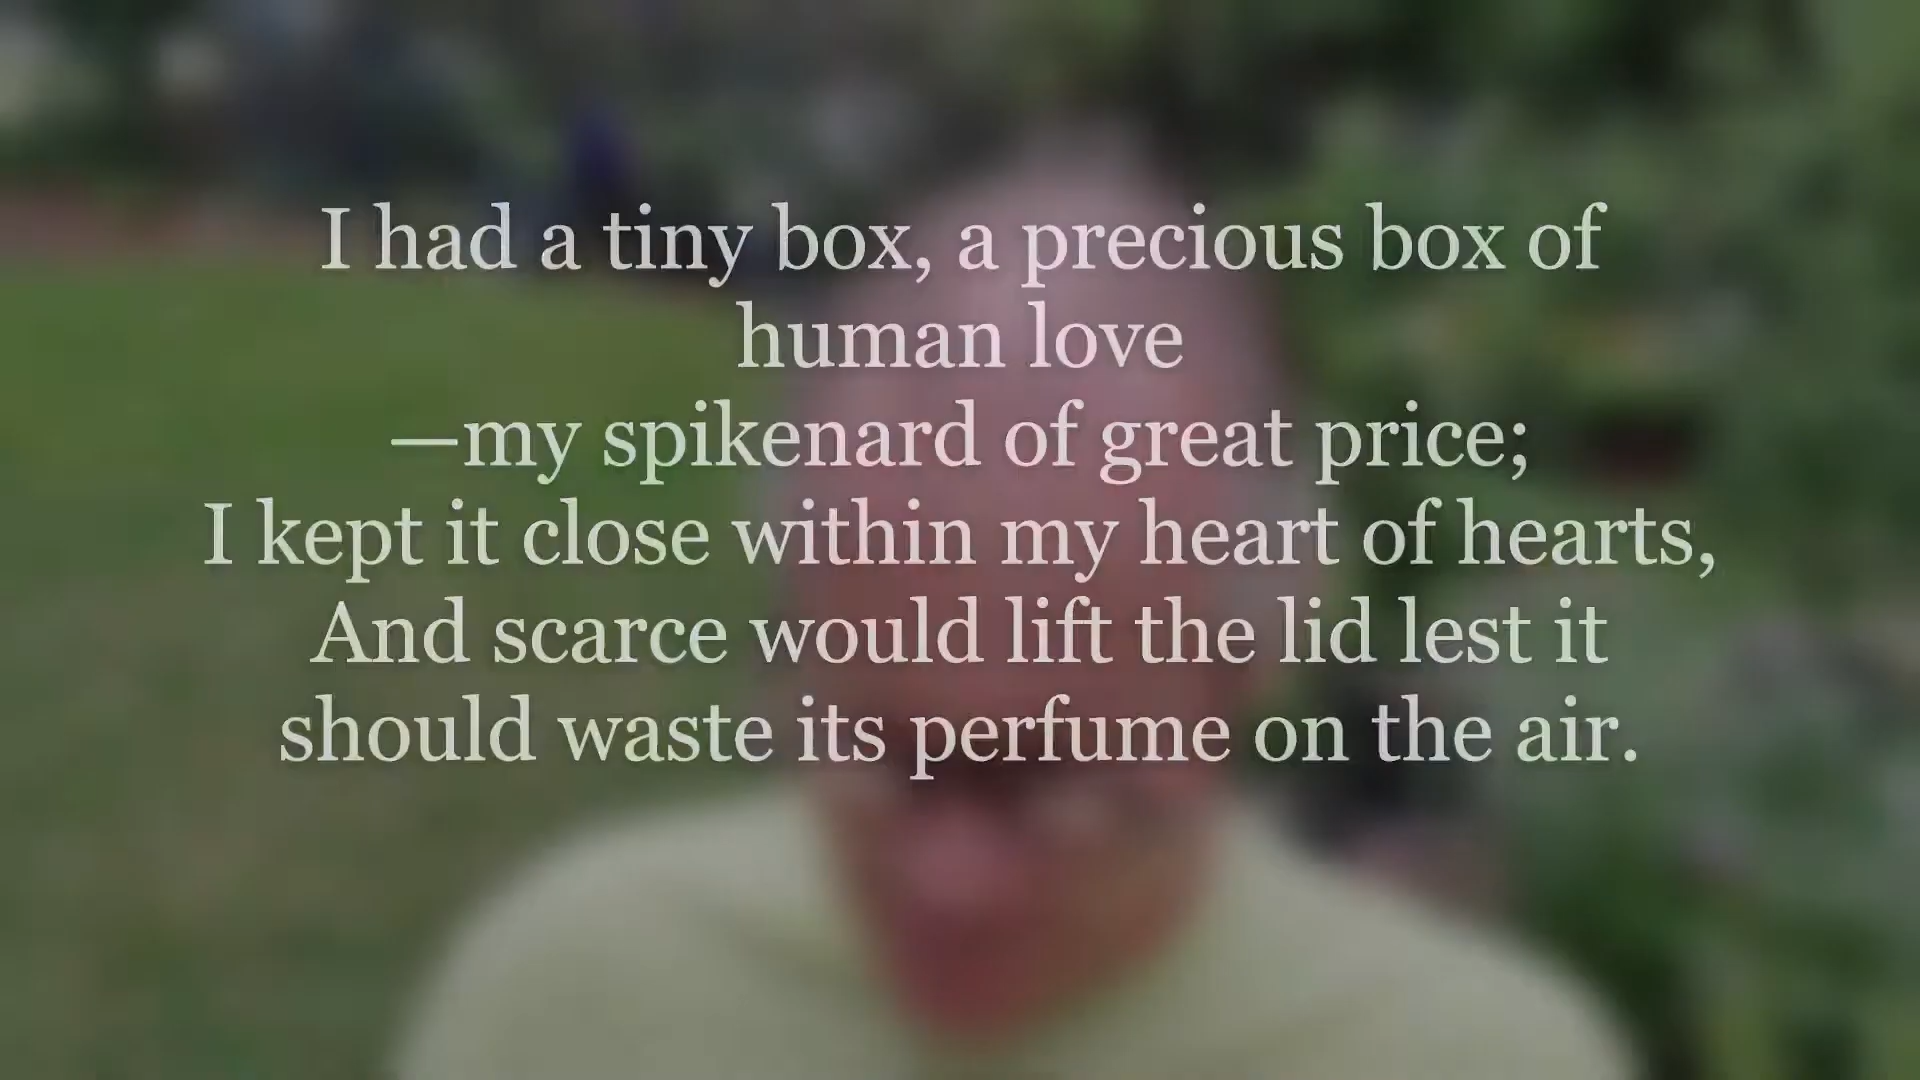 I had a tiny box, a precious box of
human love
—my spikenard of great price;
I kept it close within my heart of hearts,
And scarce would lift the lid lest it
should waste its perfume on the air.